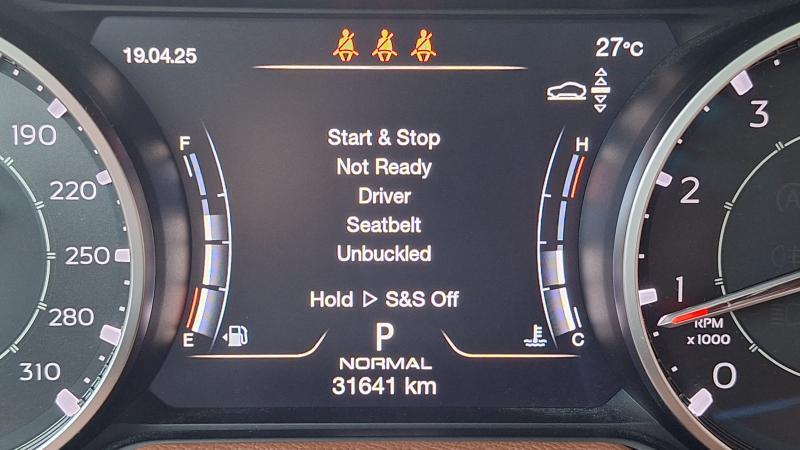 19.04.25
27°C
190
220
250
280
310
F
E
Start & Stop
Not Ready
Driver
Seatbelt
Unbuckled
Hold ▷ S&S Off
P
NORMAL
31641 km
H
C
3
2
1
0
RPM
x1000
A